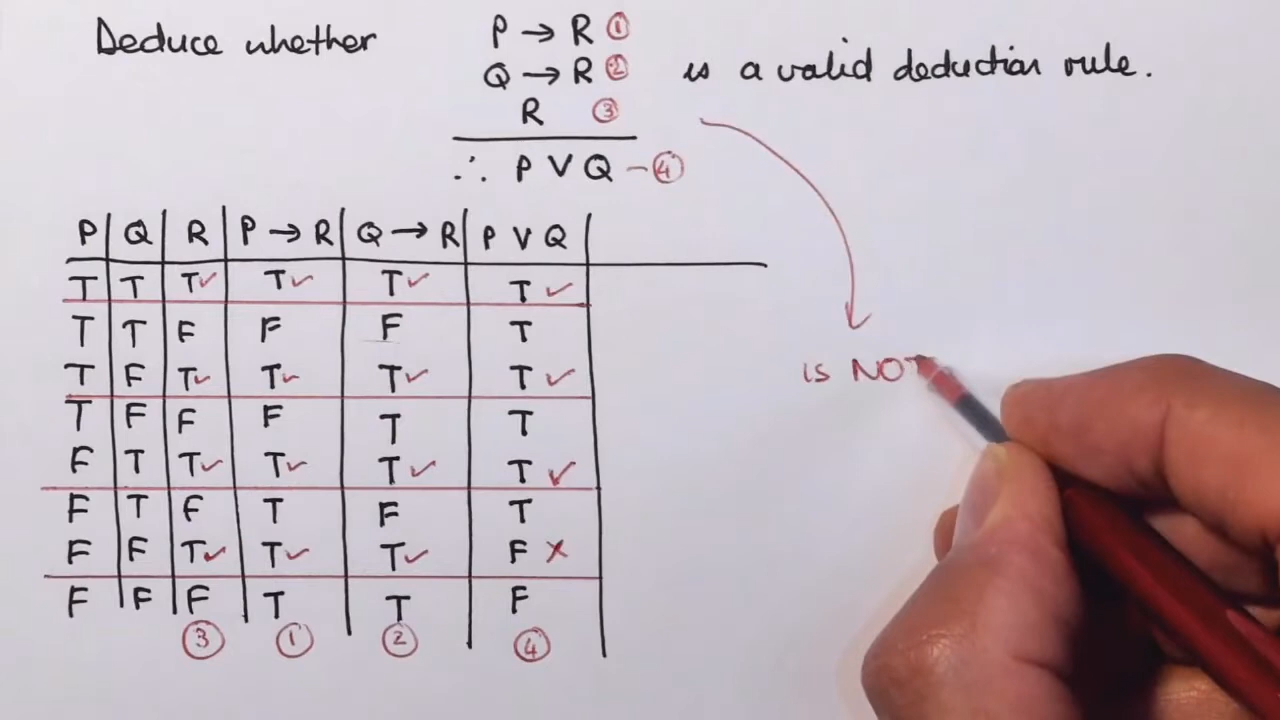 Deduce whether
P → R ①
Q → R ②
R ③
∴ P ∨ Q - ④
is a valid deduction rule.
P Q R P → R Q → R P ∨ Q
T T T✓ T✓ T✓ T✓
T T F F F T
T F T✓ T✓ T✓ T✓
T F F F T T
F T T✓ T✓ T✓ T✓
F T F T F T
F F T✓ T✓ T✓ F ✗
F F F T T F
③ ① ② ④
is NOT